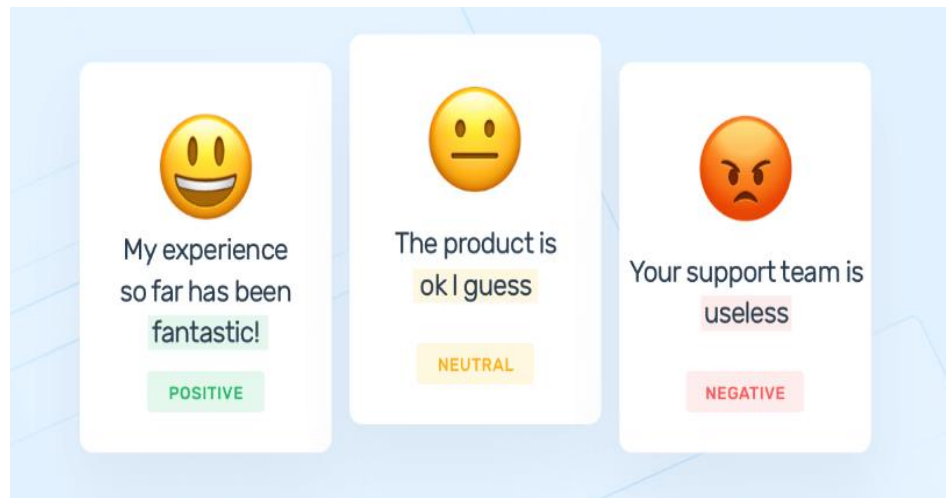 My experience
so far has been
fantastic!
POSITIVE
The product is
ok I guess
NEUTRAL
Your support team is
useless
NEGATIVE